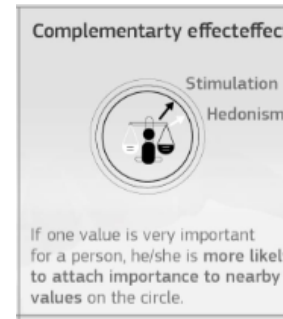 Complementarty effecteffec
Stimulation
Hedonism
If one value is very important
for a person, he/she is more likel
to attach importance to nearby
values on the circle.